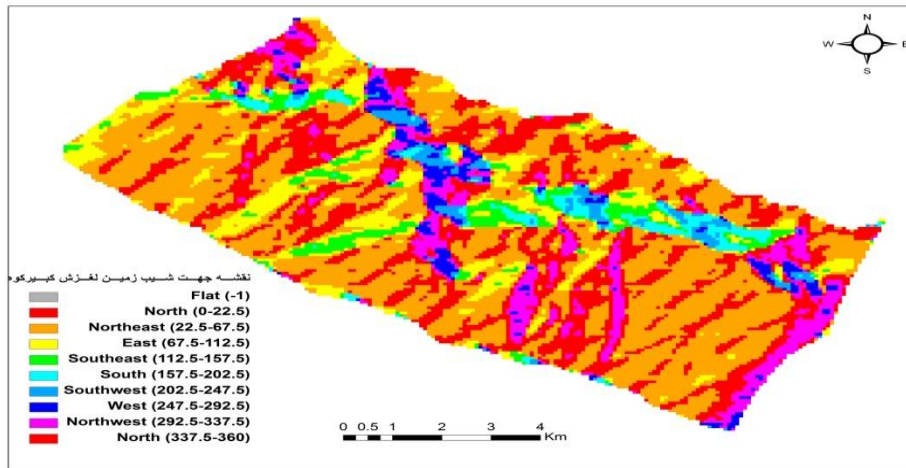 N
W E
S
نقشه جهت شیب زمین لغزش کبیرکوه
Flat (-1)
North (0-22.5)
Northeast (22.5-67.5)
East (67.5-112.5)
Southeast (112.5-157.5)
South (157.5-202.5)
Southwest (202.5-247.5)
West (247.5-292.5)
Northwest (292.5-337.5)
North (337.5-360)
0 0.5 1 2 3 4
Km